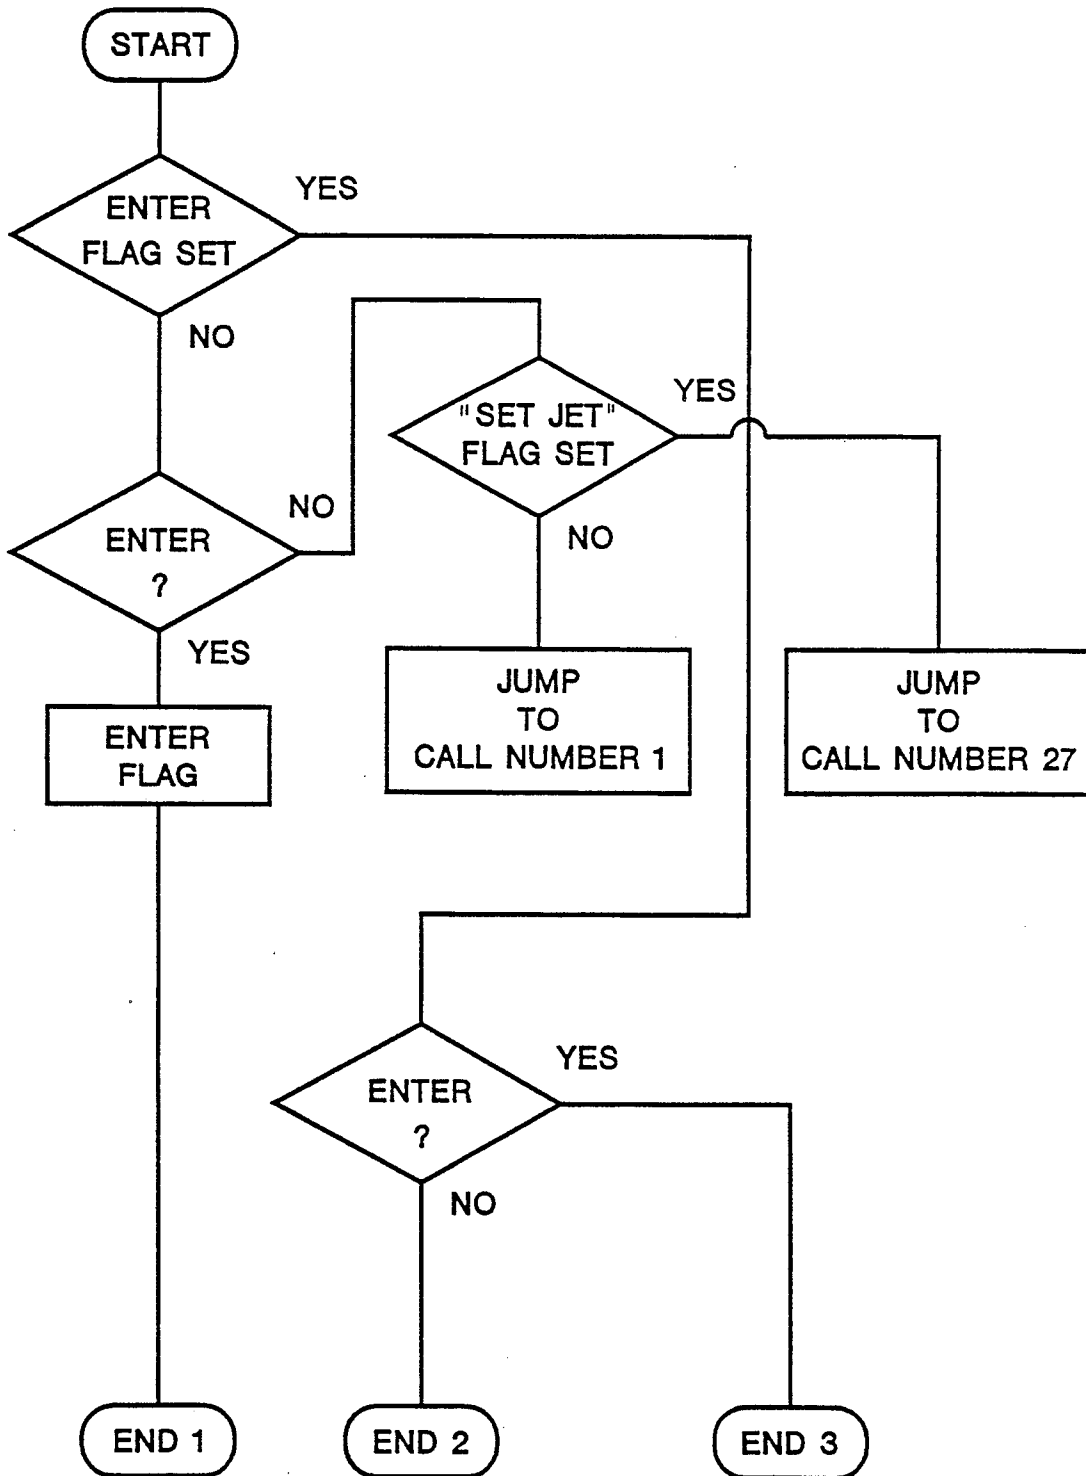 START
ENTER
FLAG SET
YES
NO
"SET JET"
FLAG SET
YES
NO
ENTER
?
NO
YES
ENTER
FLAG
JUMP
TO
CALL NUMBER 1
JUMP
TO
CALL NUMBER 27
ENTER
?
YES
NO
END 1
END 2
END 3